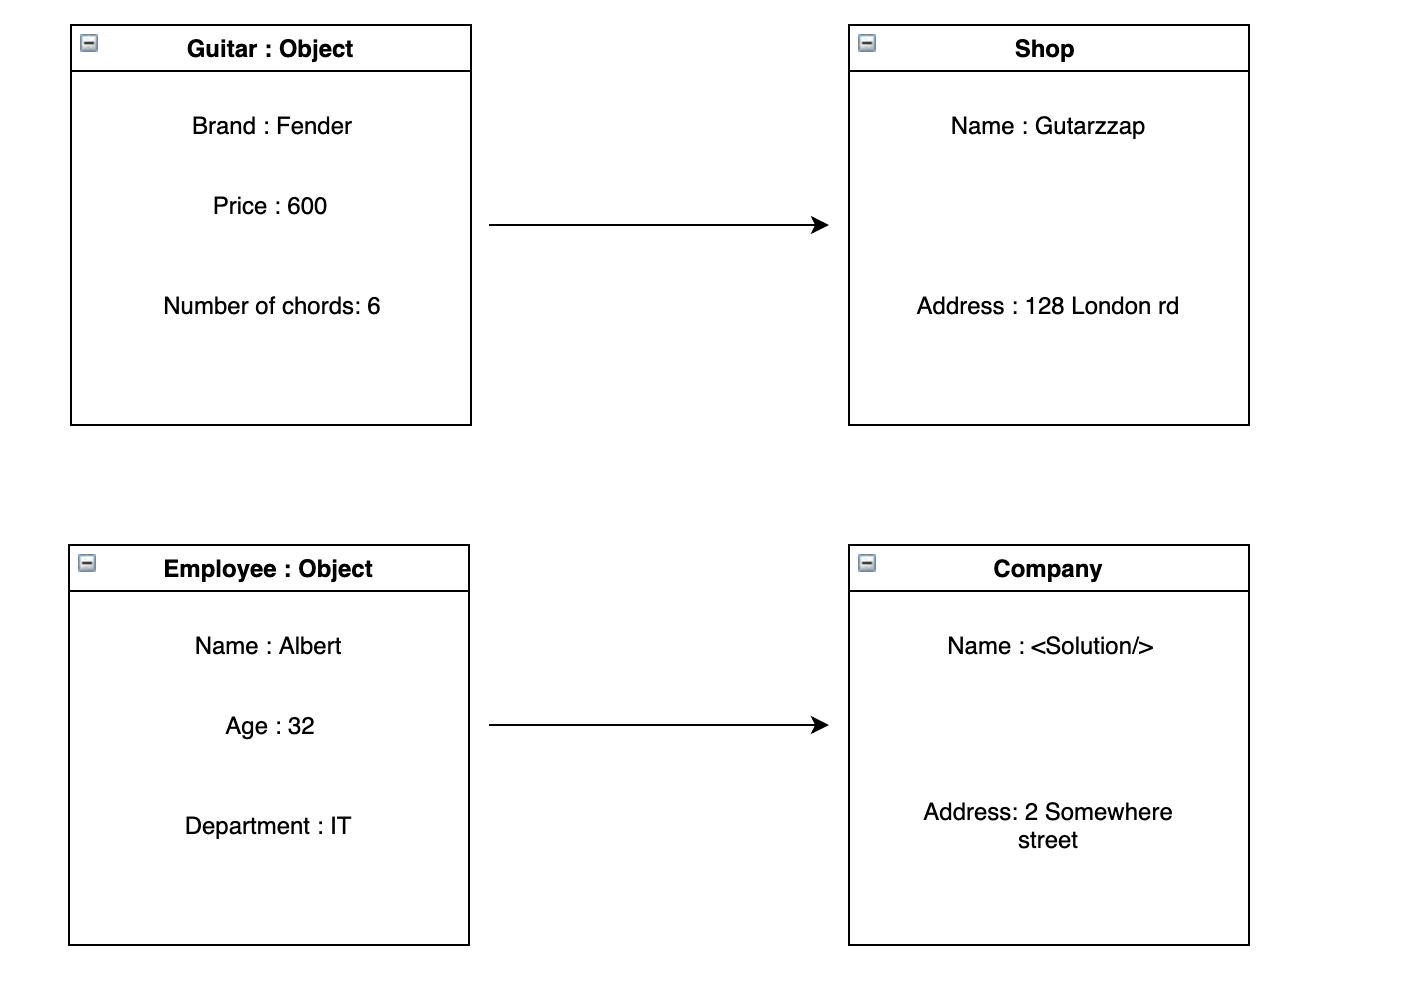 Guitar : Object
Brand : Fender
Price : 600
Number of chords: 6
Shop
Name : Gutarzzap
Address : 128 London rd
Employee : Object
Name : Albert
Age : 32
Department : IT
Company
Name : <Solution/>
Address: 2 Somewhere
street